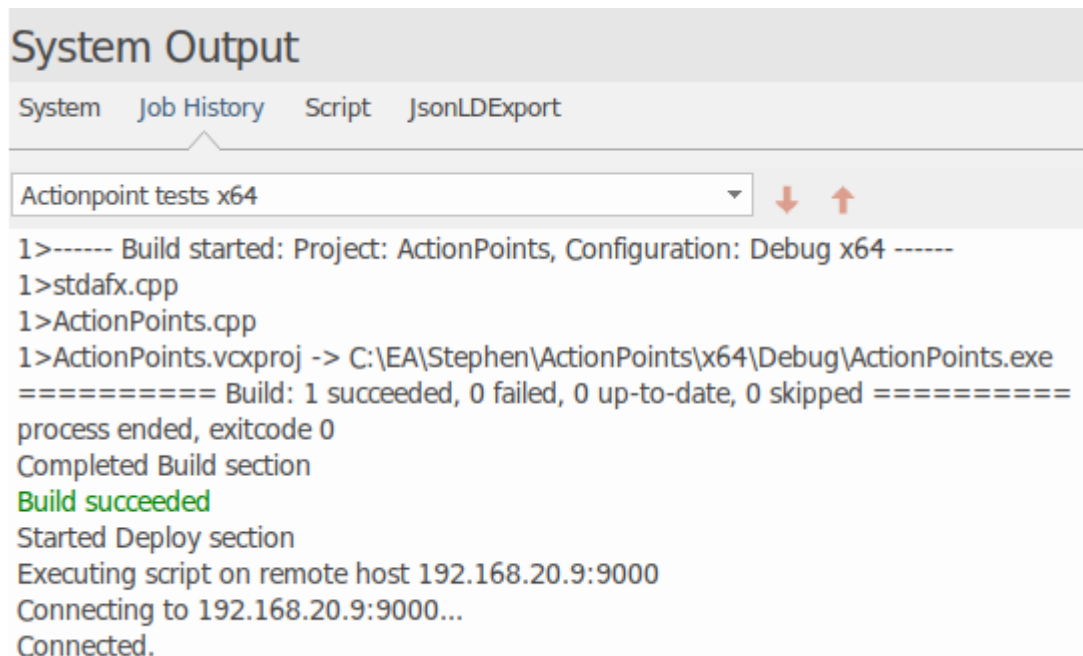 System Output
System Job History Script JsonLDExport
Actionpoint tests x64
1>------ Build started: Project: ActionPoints, Configuration: Debug x64 ------
1>stdafx.cpp
1>ActionPoints.cpp
1>ActionPoints.vcxproj -> C:\EA\Stephen\ActionPoints\x64\Debug\ActionPoints.exe
========== Build: 1 succeeded, 0 failed, 0 up-to-date, 0 skipped ==========
process ended, exitcode 0
Completed Build section
Build succeeded
Started Deploy section
Executing script on remote host 192.168.20.9:9000
Connecting to 192.168.20.9:9000...
Connected.